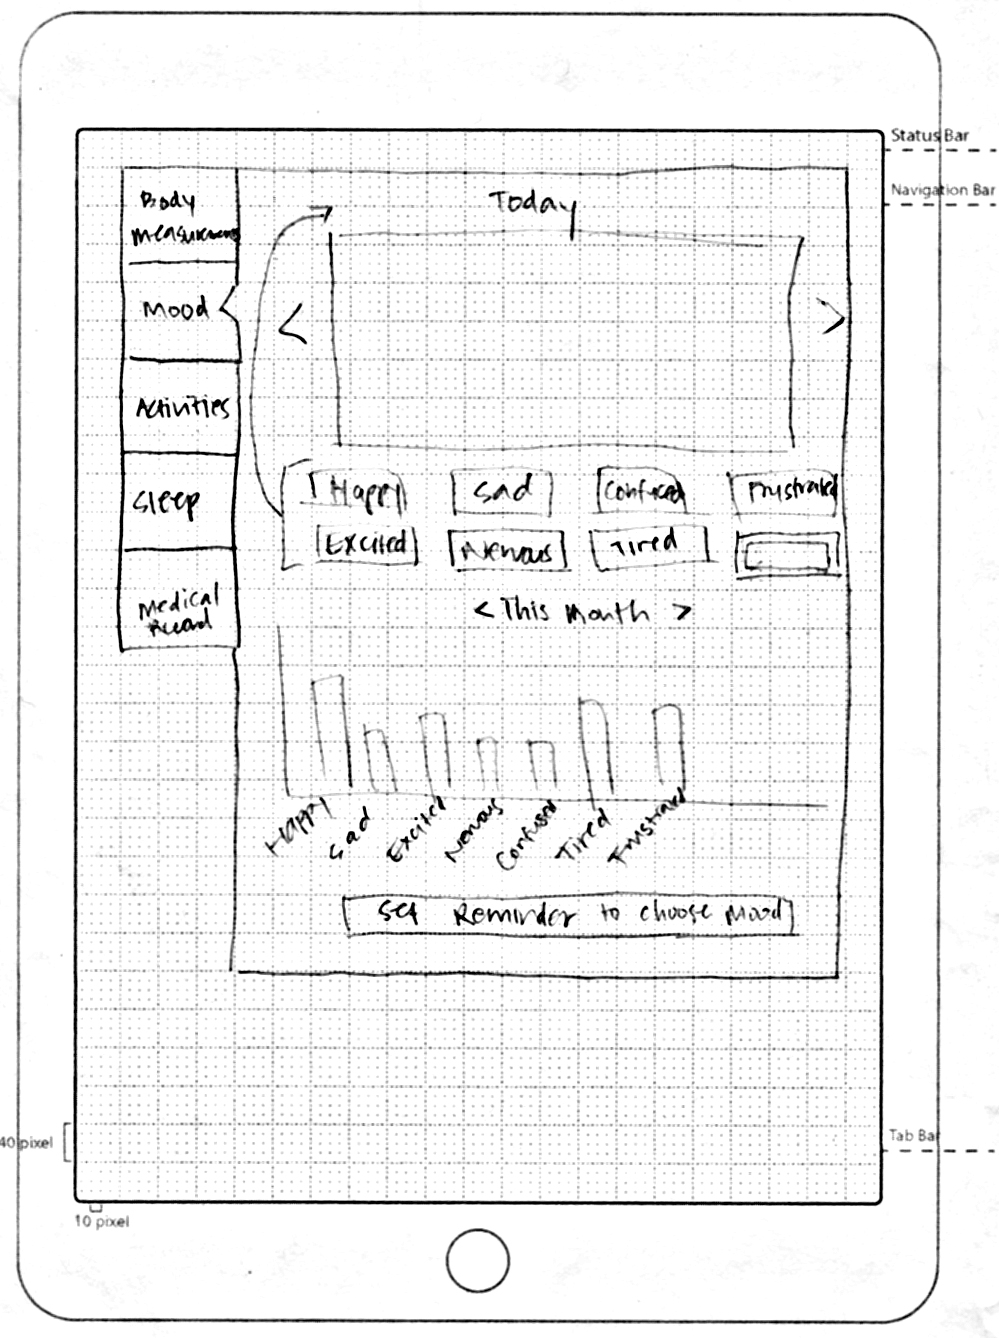 Status Bar
Navigation Bar
Body
measurement
Mood
Activities
Sleep
Medical
Record
Today
<
>
Happy
Sad
Confused
Frustrated
Excited
Nervous
Tired
< This Month >
Happy
Sad
Excited
Nervous
Confused
Tired
Frustrated
Set Reminder to choose Mood
40 pixel
Tab Bar
10 pixel